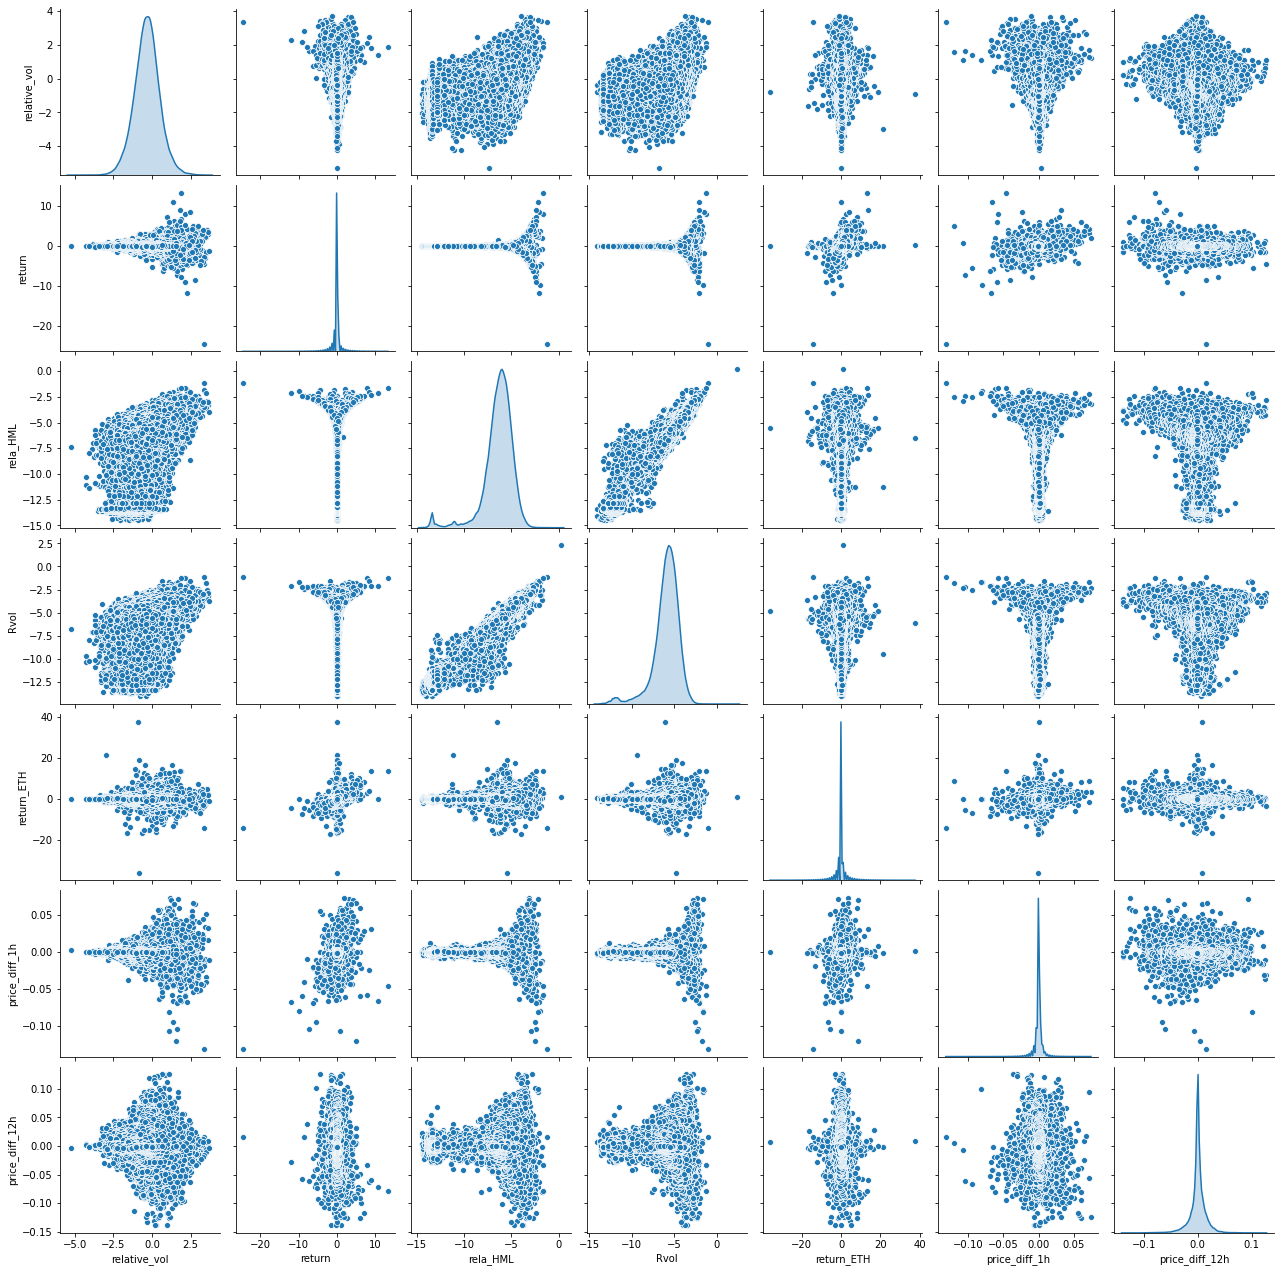 4
2
0
−2
−4
relative_vol
10
0
−10
−20
return
0.0
−2.5
−5.0
−7.5
−10.0
−12.5
−15.0
rela_HML
2.5
0.0
−2.5
−5.0
−7.5
−10.0
−12.5
Rvol
40
20
0
−20
return_ETH
0.05
0.00
−0.05
−0.10
price_diff_1h
0.10
0.05
0.00
−0.05
−0.10
−0.15
price_diff_12h
−5.0 −2.5 0.0 2.5
relative_vol
−20 −10 0 10
return
−15 −10 −5 0
rela_HML
−15 −10 −5 0
Rvol
−20 0 20 40
return_ETH
−0.10 −0.05 0.00 0.05
price_diff_1h
−0.1 0.0 0.1
price_diff_12h